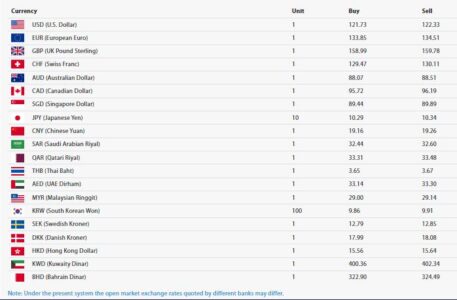 Currency Unit Buy Sell
USD (U.S. Dollar) 1 121.73 122.33
EUR (European Euro) 1 133.85 134.51
GBP (UK Pound Sterling) 1 158.99 159.78
CHF (Swiss Franc) 1 129.47 130.11
AUD (Australian Dollar) 1 88.07 88.51
CAD (Canadian Dollar) 1 95.72 96.19
SGD (Singapore Dollar) 1 89.44 89.89
JPY (Japanese Yen) 10 10.29 10.34
CNY (Chinese Yuan) 1 19.16 19.26
SAR (Saudi Arabian Riyal) 1 32.44 32.60
QAR (Qatari Riyal) 1 33.31 33.48
THB (Thai Baht) 1 3.65 3.67
AED (UAE Dirham) 1 33.14 33.30
MYR (Malaysian Ringgit) 1 29.00 29.14
KRW (South Korean Won) 100 9.86 9.91
SEK (Swedish Kroner) 1 12.79 12.85
DKK (Danish Kroner) 1 17.99 18.08
HKD (Hong Kong Dollar) 1 15.56 15.64
KWD (Kuwaity Dinar) 1 400.36 402.34
BHD (Bahrain Dinar) 1 322.90 324.49
Note: Under the present system the open market exchange rates quoted by different banks may differ.